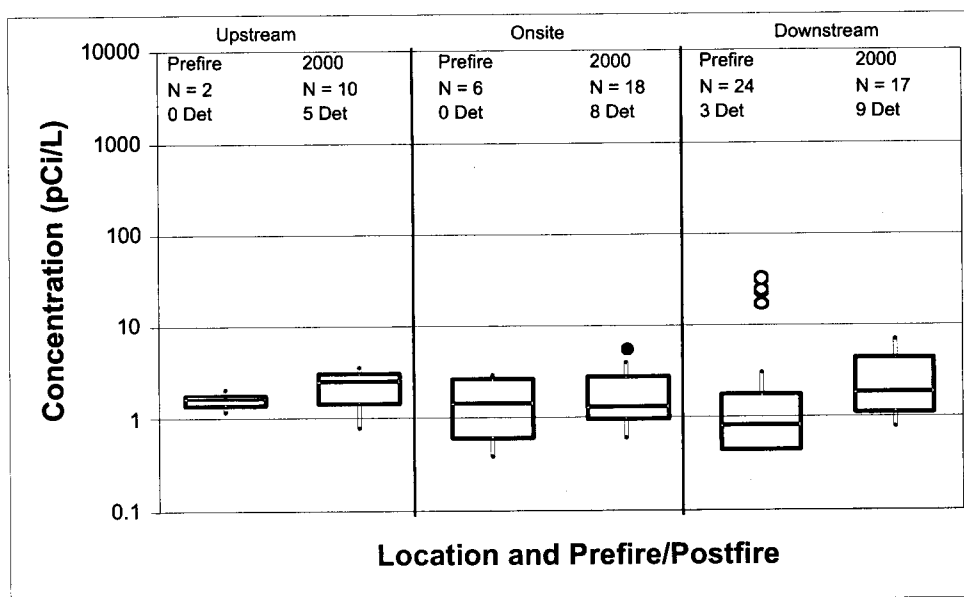 Upstream Onsite Downstream
Prefire 2000 Prefire 2000 Prefire 2000
N = 2 N = 10 N = 6 N = 18 N = 24 N = 17
0 Det 5 Det 0 Det 8 Det 3 Det 9 Det
10000
1000
100
10
1
0.1
Concentration (pCi/L)
Location and Prefire/Postfire